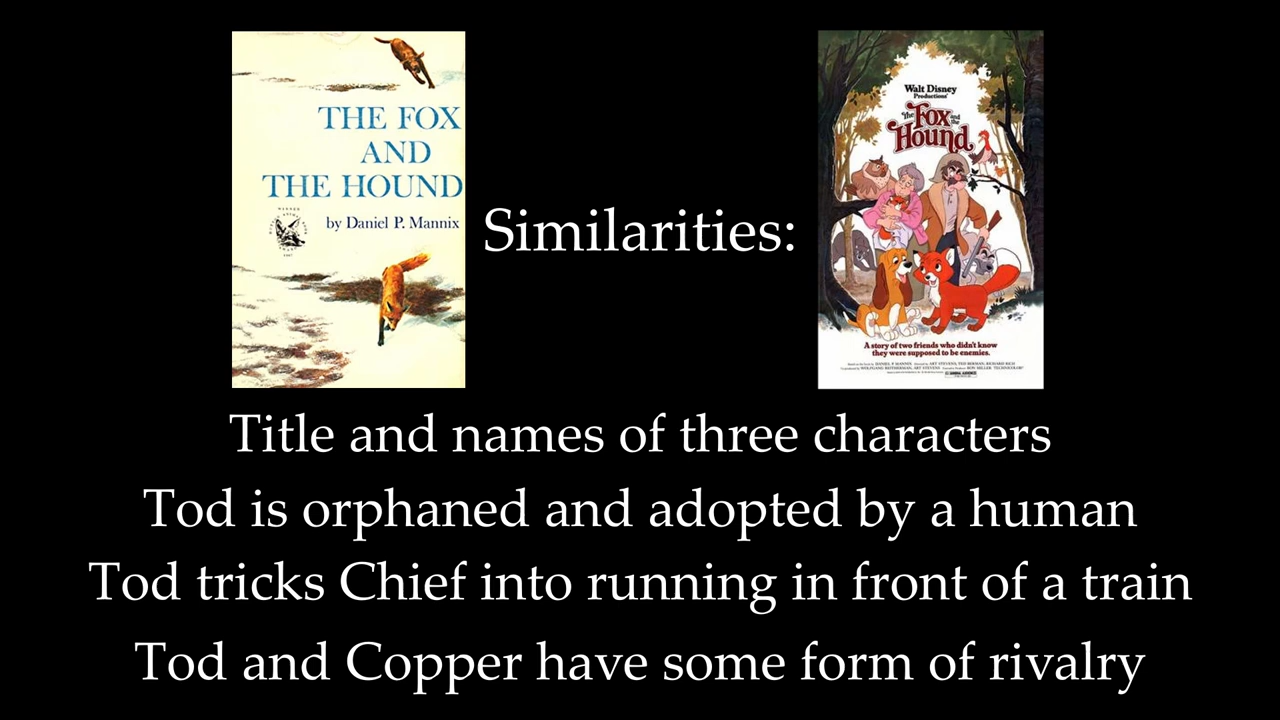 THE FOX
AND
THE HOUND
by Daniel P. Mannix
Similarities:
Walt Disney
Productions'
The Fox and the
Hound
A story of two friends who didn't know
they were supposed to be enemies.
Title and names of three characters
Tod is orphaned and adopted by a human
Tod tricks Chief into running in front of a train
Tod and Copper have some form of rivalry